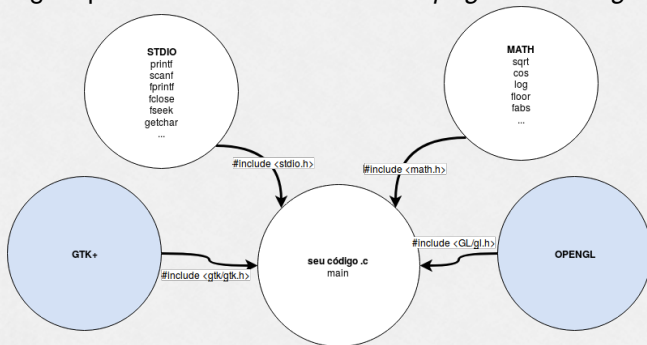 STDIO
printf
scanf
fprintf
fclose
fseek
getchar
...
MATH
sqrt
cos
log
floor
fabs
...
#include <stdio.h>
#include <math.h>
GTK+
#include <gtk/gtk.h>
seu código .c
main
#include <GL/gl.h>
OPENGL